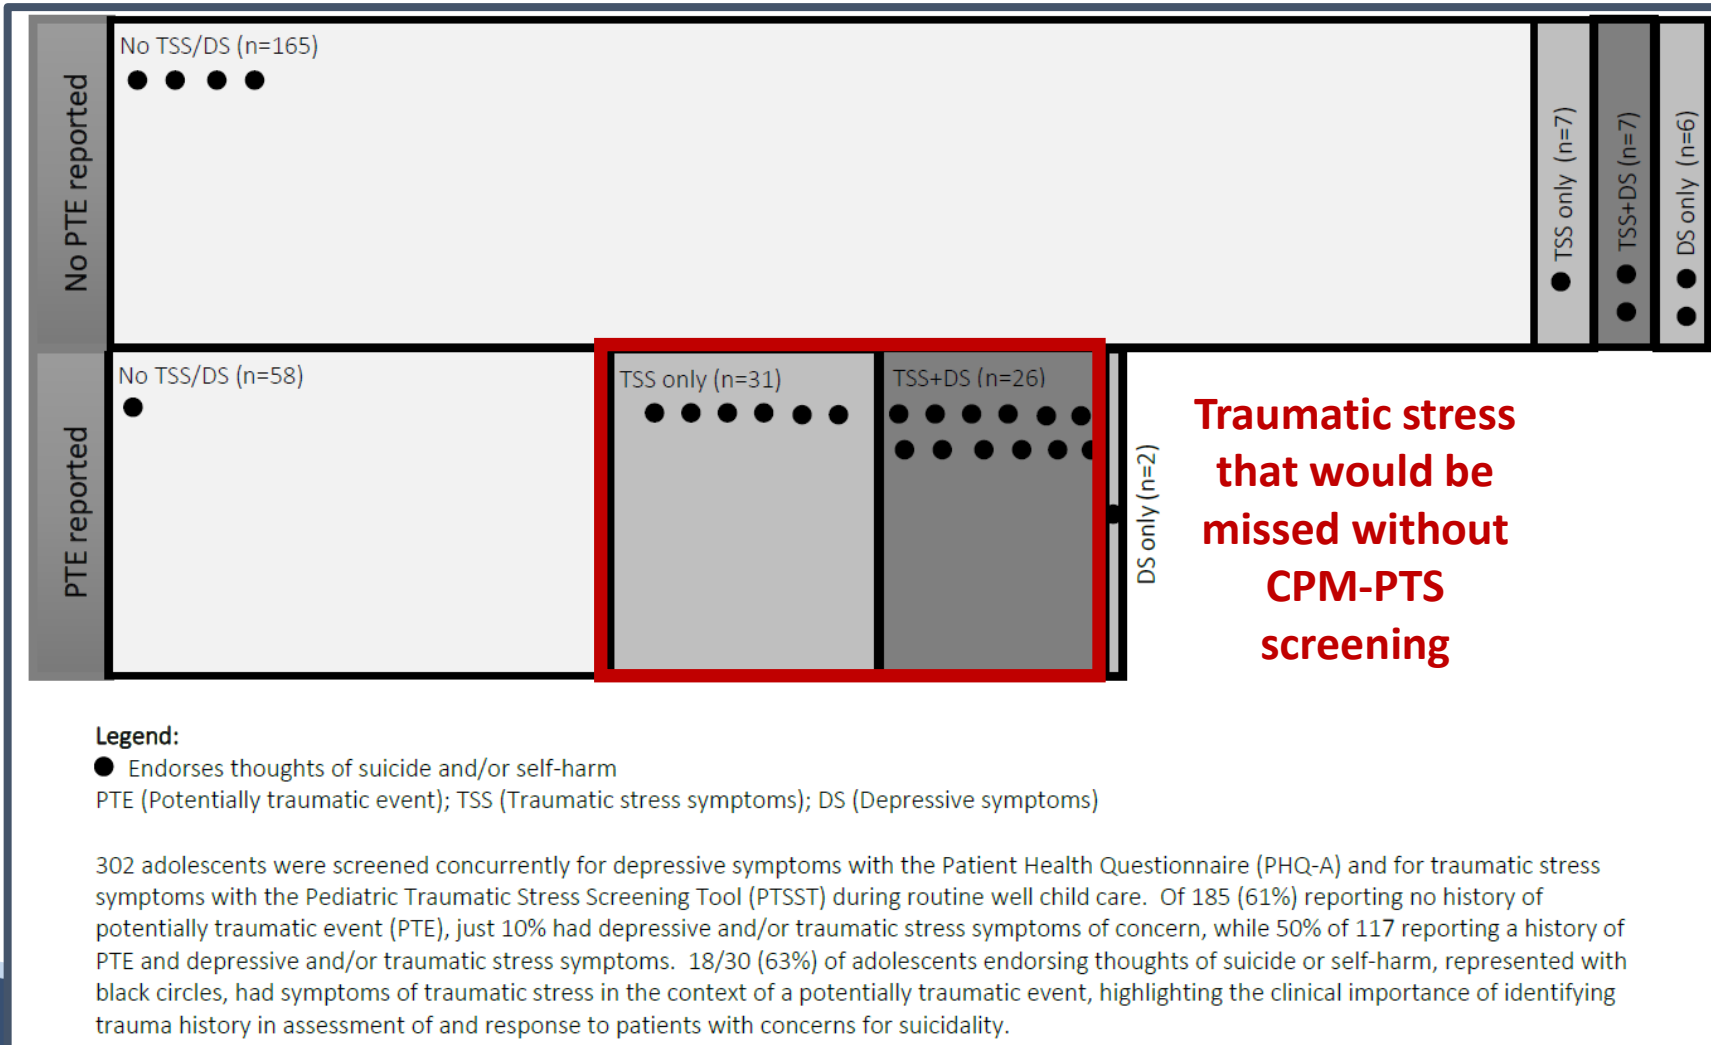 No PTE reported
No TSS/DS (n=165)
TSS only (n=7)
TSS+DS (n=7)
DS only (n=6)
PTE reported
No TSS/DS (n=58)
TSS only (n=31)
TSS+DS (n=26)
DS only (n=2)
Traumatic stress
that would be
missed without
CPM-PTS
screening
Legend:
Endorses thoughts of suicide and/or self-harm
PTE (Potentially traumatic event); TSS (Traumatic stress symptoms); DS (Depressive symptoms)
302 adolescents were screened concurrently for depressive symptoms with the Patient Health Questionnaire (PHQ-A) and for traumatic stress
symptoms with the Pediatric Traumatic Stress Screening Tool (PTSST) during routine well child care. Of 185 (61%) reporting no history of
potentially traumatic event (PTE), just 10% had depressive and/or traumatic stress symptoms of concern, while 50% of 117 reporting a history of
PTE and depressive and/or traumatic stress symptoms. 18/30 (63%) of adolescents endorsing thoughts of suicide or self-harm, represented with
black circles, had symptoms of traumatic stress in the context of a potentially traumatic event, highlighting the clinical importance of identifying
trauma history in assessment of and response to patients with concerns for suicidality.